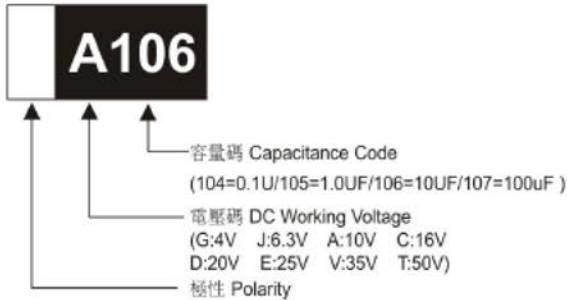 A106
容量碼 Capacitance Code
(104=0.1U/105=1.0UF/106=10UF/107=100uF )
電壓碼 DC Working Voltage
(G:4V J:6.3V A:10V C:16V
D:20V E:25V V:35V T:50V)
極性 Polarity